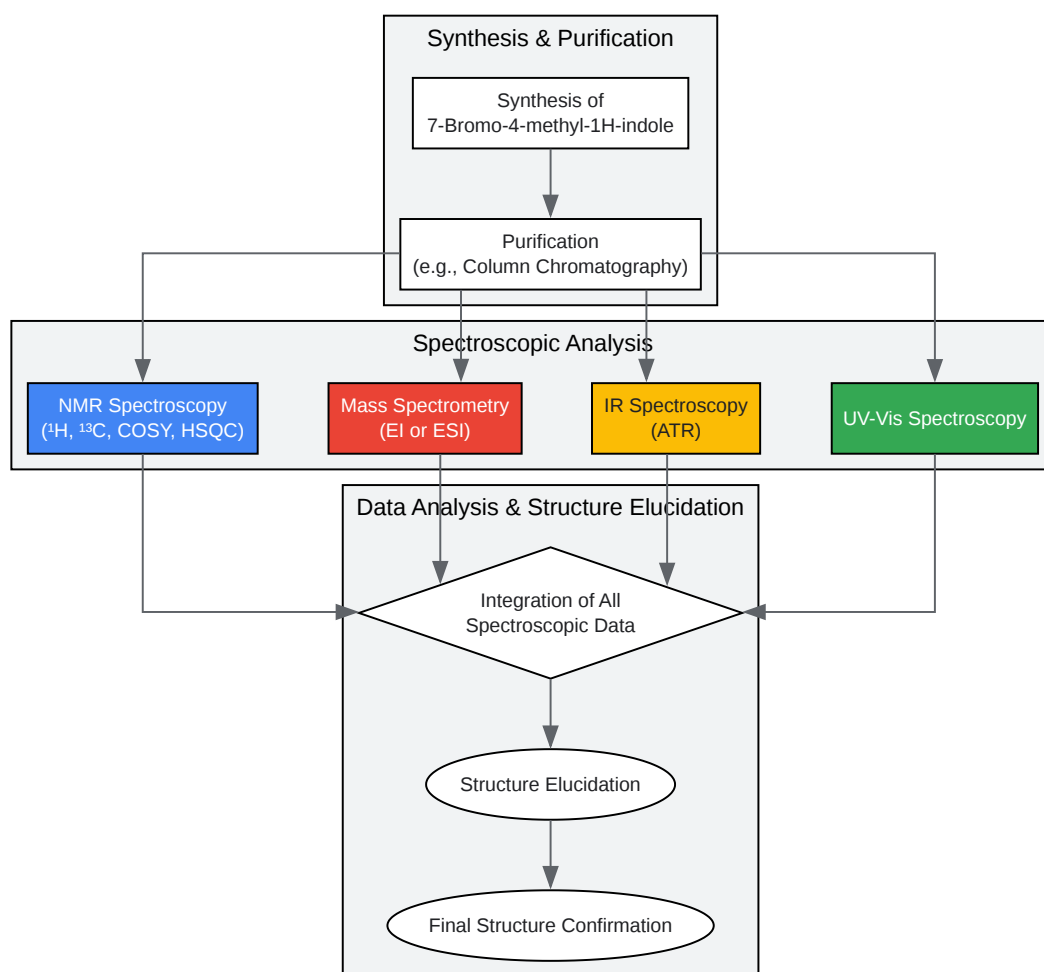 Synthesis & Purification
Synthesis of
7-Bromo-4-methyl-1H-indole
Purification
(e.g., Column Chromatography)
Spectroscopic Analysis
NMR Spectroscopy
(¹H, ¹³C, COSY, HSQC)
Mass Spectrometry
(EI or ESI)
IR Spectroscopy
(ATR)
UV-Vis Spectroscopy
Data Analysis & Structure Elucidation
Integration of All
Spectroscopic Data
Structure Elucidation
Final Structure Confirmation